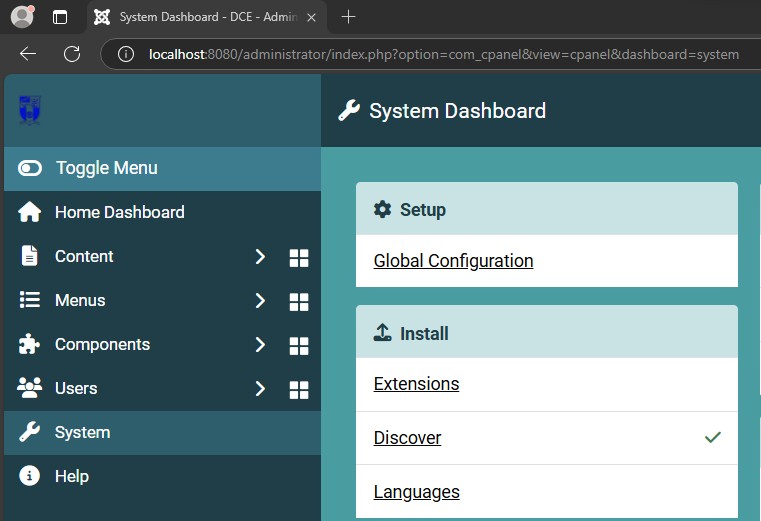 System Dashboard - DCE - Admin
localhost:8080/administrator/index.php?option=com_cpanel&view=cpanel&dashboard=system
System Dashboard
Toggle Menu
Home Dashboard
Content
Menus
Components
Users
System
Help
Setup
Global Configuration
Install
Extensions
Discover
Languages